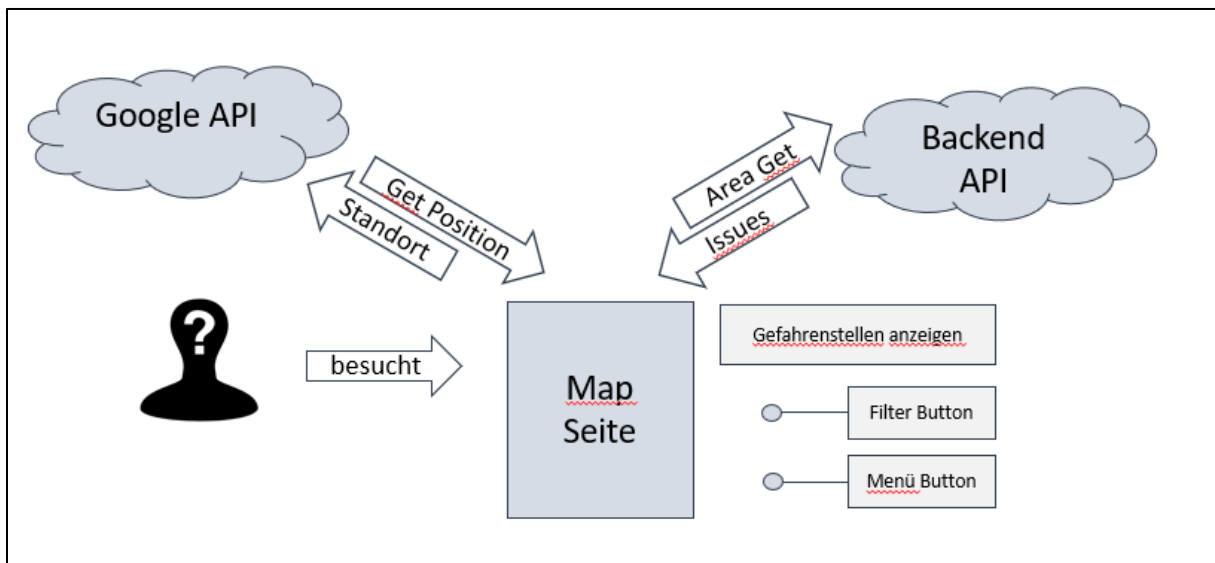 Google API
Backend
API
Get Position
Standort
Area Get
Issues
?
besucht
Map
Seite
Gefahrenstellen anzeigen
Filter Button
Menü Button